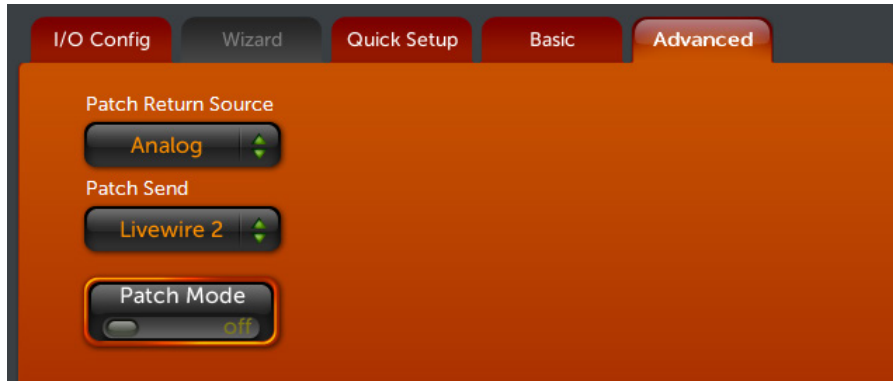 I/O Config Wizard Quick Setup Basic Advanced
Patch Return Source
Analog
Patch Send
Livewire 2
Patch Mode
off